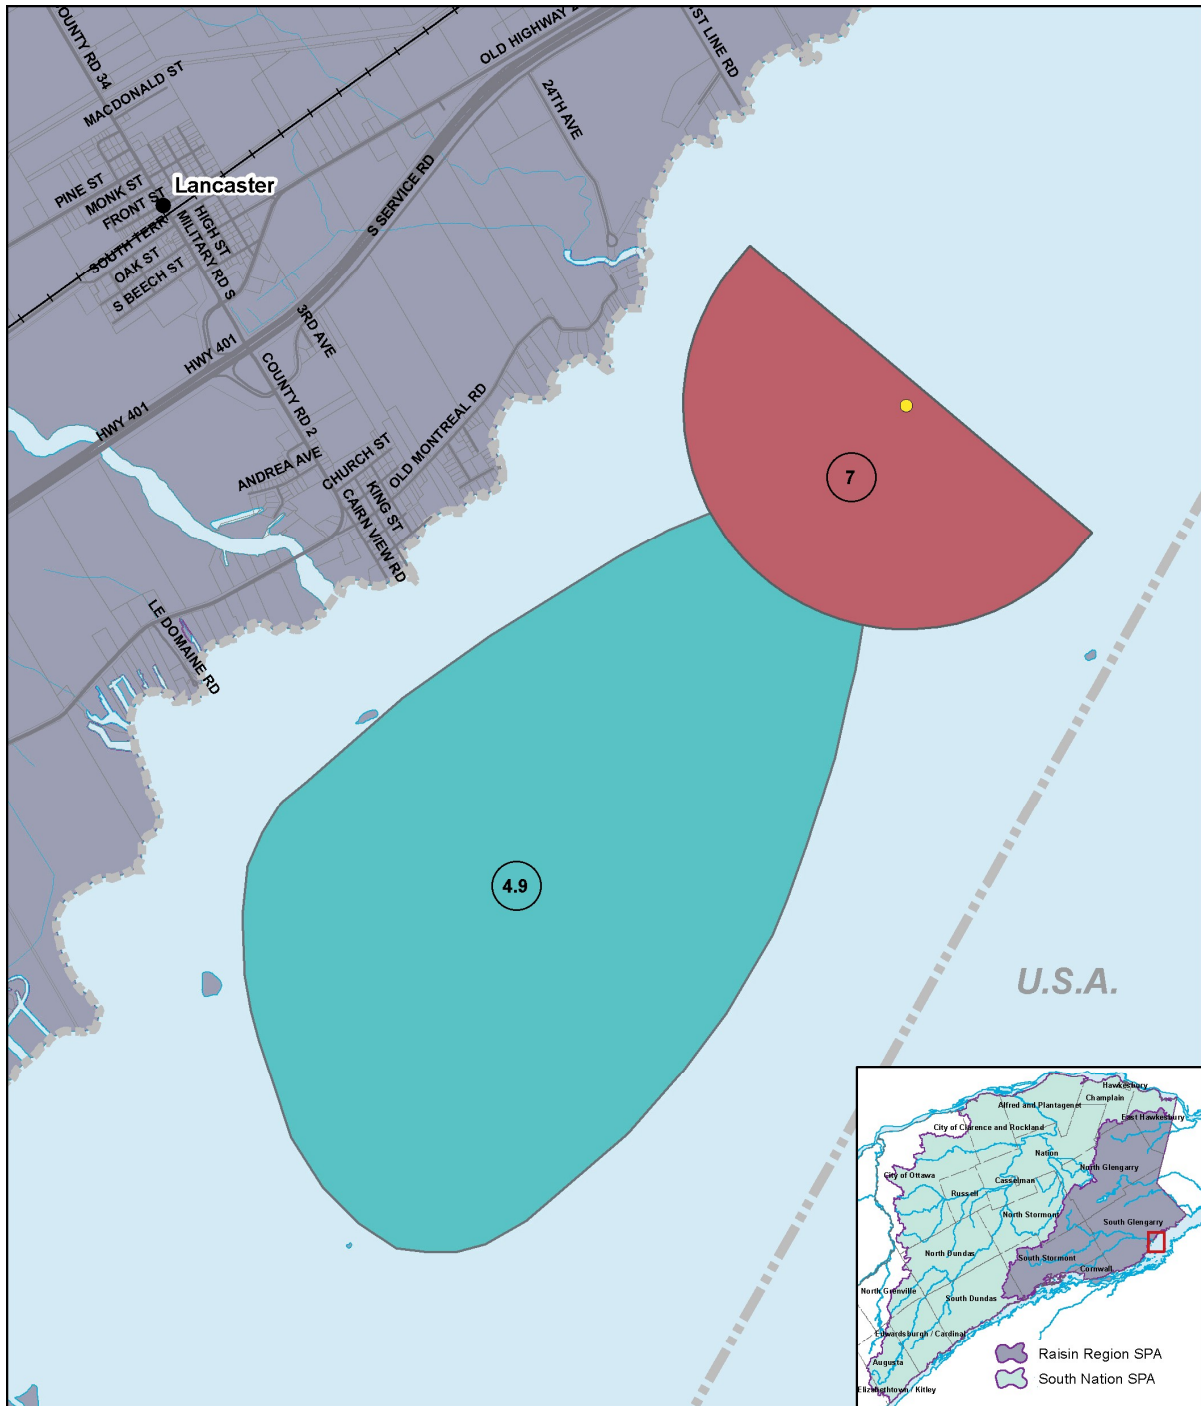 OUNTY RD 34
MACDONALD ST
OLD HIGHWAY 2
ST LINE RD
24TH AVE
PINE ST
MONK ST
FRONT ST
Lancaster
SOUTH TERR
HIGH ST
MILITARY RD S
OAK ST
S BEECH ST
S SERVICE RD
HWY 401
3RD AVE
COUNTY RD 2
HWY 401
ANDREA AVE
CHURCH ST
OLD MONTREAL RD
KING ST
CAIRN VIEW RD
LE DOMAINE RD
7
4.9
U.S.A.
Hawkesbury
Champlain
Alfred and Plantagenet
East Hawkesbury
City of Clarence and Rockland
Nation
City of Ottawa
North Glengarry
Casselman
Russell
North Stormont
South Glengarry
North Dundas
South Stormont
Cornwall
North Grenville
South Dundas
Edwardsburgh / Cardinal
Augusta
Elizabethtown / Kitley
Raisin Region SPA
South Nation SPA